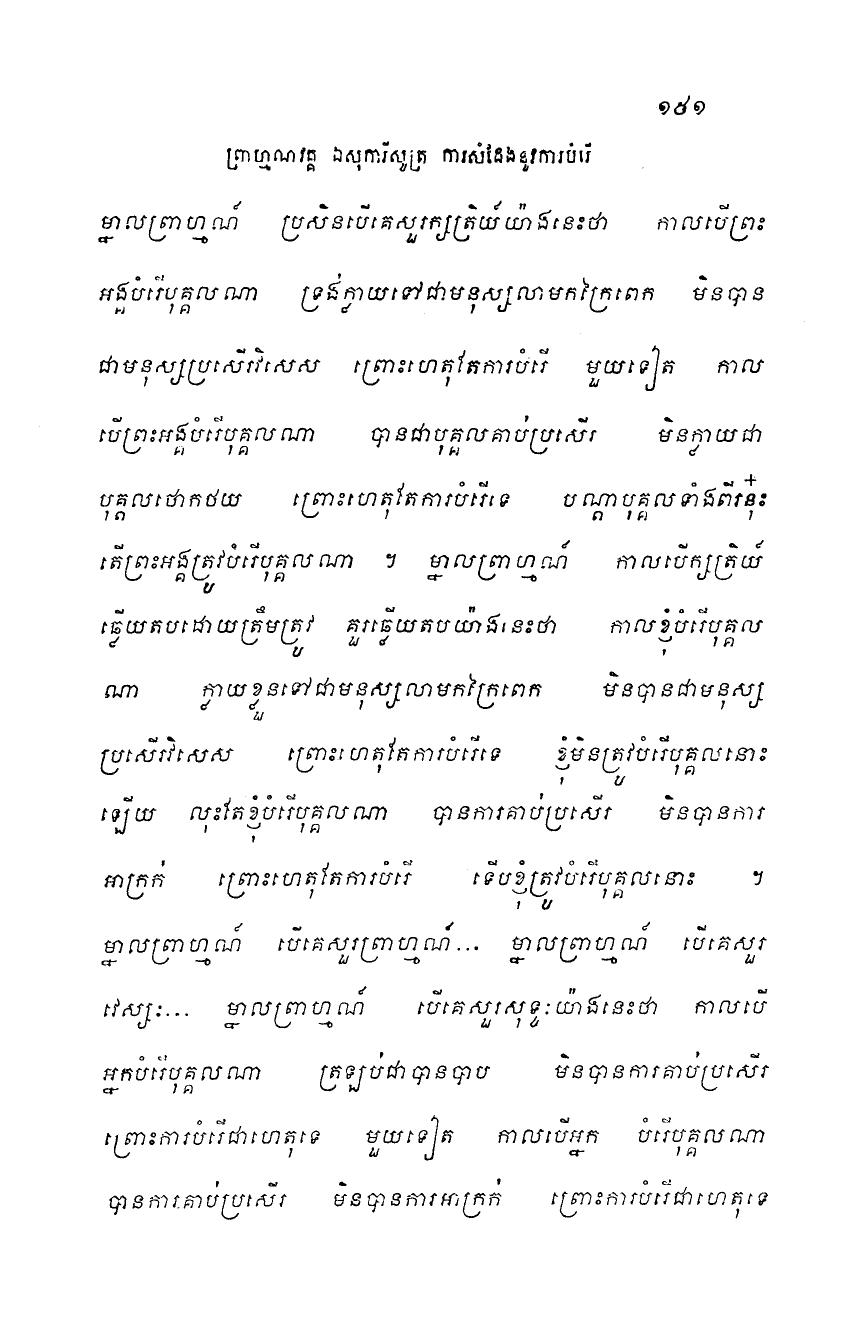 ១៩១
ព្រាហ្មណវគ្គ ឯសុការីសូត្រ ការសំដែងនូវការបំរើ
ម្នាលព្រាហ្មណ៍ ប្រសិនបើគេសួរក្សត្រិយ៍យ៉ាងនេះថា កាលបើព្រះ
អង្គបំរើបុគ្គលណា ទ្រង់ក្លាយទៅជាមនុស្សលាមកក្រៃពេក មិនបាន
ជាមនុស្សប្រសើរវិសេស ព្រោះហេតុតែការបំរើ មួយទៀត កាល
បើព្រះអង្គបំរើបុគ្គលណា បានជាបុគ្គលគាប់ប្រសើរ មិនក្លាយជា
បុគ្គលថោកថយ ព្រោះហេតុតែការបំរើទេ បណ្តាបុគ្គលទាំងពីរនុ៎ះ
តើព្រះអង្គត្រូវបំរើបុគ្គលណា ។ ម្នាលព្រាហ្មណ៍ កាលបើក្សត្រិយ៍
ឆ្លើយតបដោយត្រឹមត្រូវ គួរឆ្លើយតបយ៉ាងនេះថា កាលខ្ញុំបំរើបុគ្គល
ណា ក្លាយខ្លួនទៅជាមនុស្សលាមកក្រៃពេក មិនបានជាមនុស្ស
ប្រសើរវិសេស ព្រោះហេតុតែការបំរើទេ ខ្ញុំមិនត្រូវបំរើបុគ្គលនោះ
ឡើយ លុះតែខ្ញុំបំរើបុគ្គលណា បានការគាប់ប្រសើរ មិនបានការ
អាក្រក់ ព្រោះហេតុតែការបំរើ ទើបខ្ញុំត្រូវបំរើបុគ្គលនោះ ។
ម្នាលព្រាហ្មណ៍ បើគេសួរព្រាហ្មណ៍... ម្នាលព្រាហ្មណ៍ បើគេសួរ
វេស្សៈ... ម្នាលព្រាហ្មណ៍ បើគេសួរសុទ្ទៈយ៉ាងនេះថា កាលបើ
អ្នកបំរើបុគ្គលណា ត្រឡប់ជាបានបាប មិនបានការគាប់ប្រសើរ
ព្រោះការបំរើជាហេតុទេ មួយទៀត កាលបើអ្នក បំរើបុគ្គលណា
បានការគាប់ប្រសើរ មិនបានការអាក្រក់ ព្រោះការបំរើជាហេតុទេ